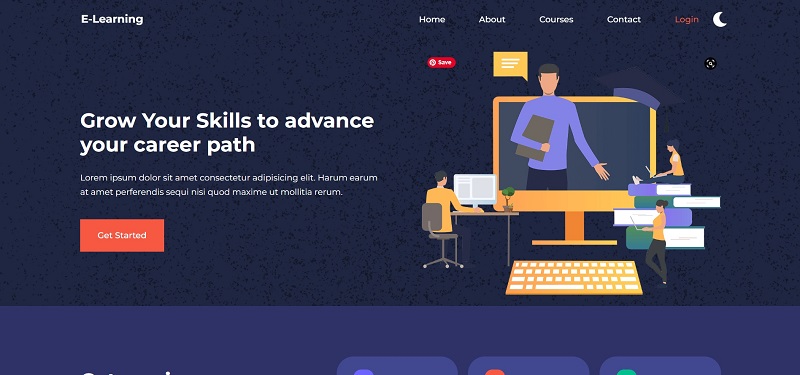 E-Learning
Home
About
Courses
Contact
Login
Save
Grow Your Skills to advance
your career path
Lorem ipsum dolor sit amet consectetur adipisicing elit. Harum earum
at amet perferendis sequi nisi quod maxime ut mollitia rerum.
Get Started